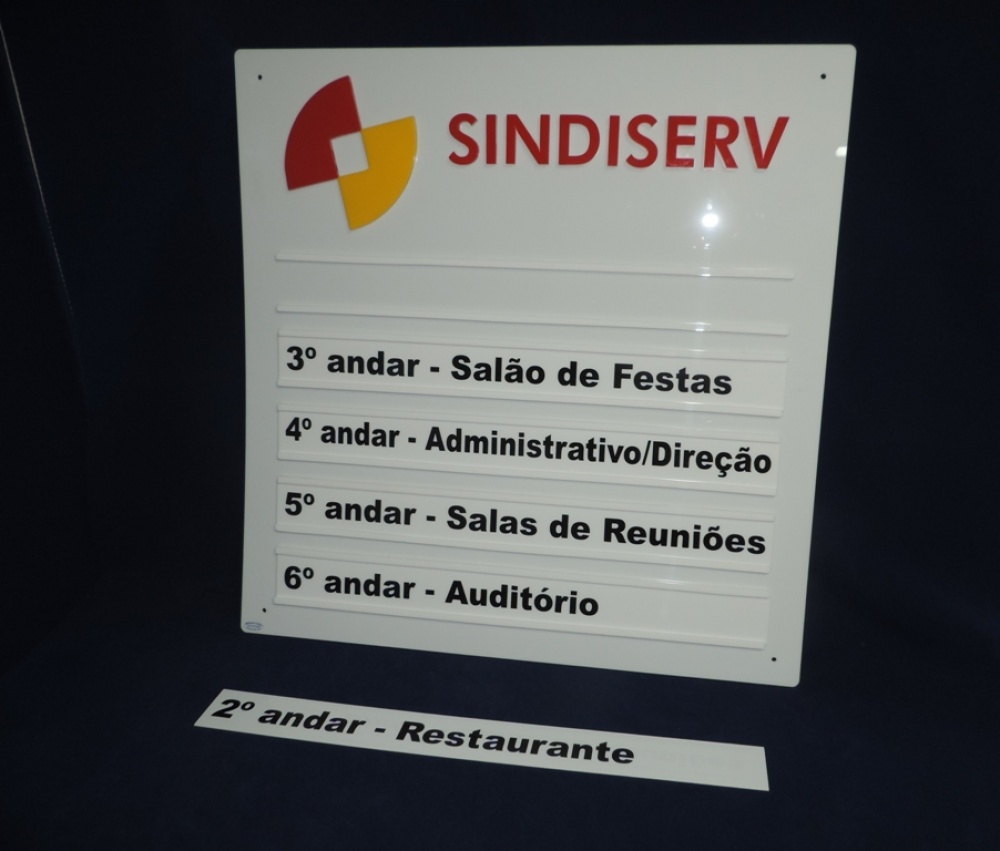 SINDISERV
3º andar - Salão de Festas
4º andar - Administrativo/Direção
5º andar - Salas de Reuniões
6º andar - Auditório
2º andar - Restaurante